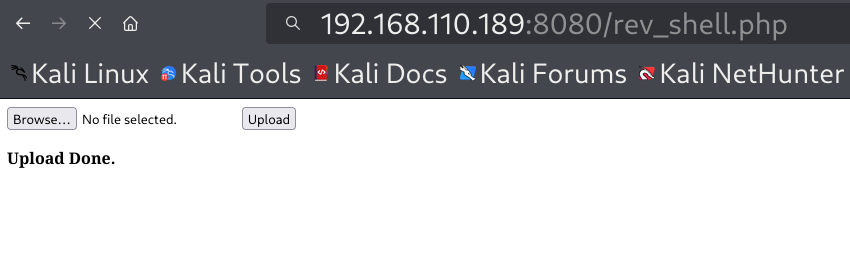 192.168.110.189:8080/rev_shell.php
Kali Linux Kali Tools Kali Docs Kali Forums Kali NetHunter
Browse... No file selected. Upload
Upload Done.